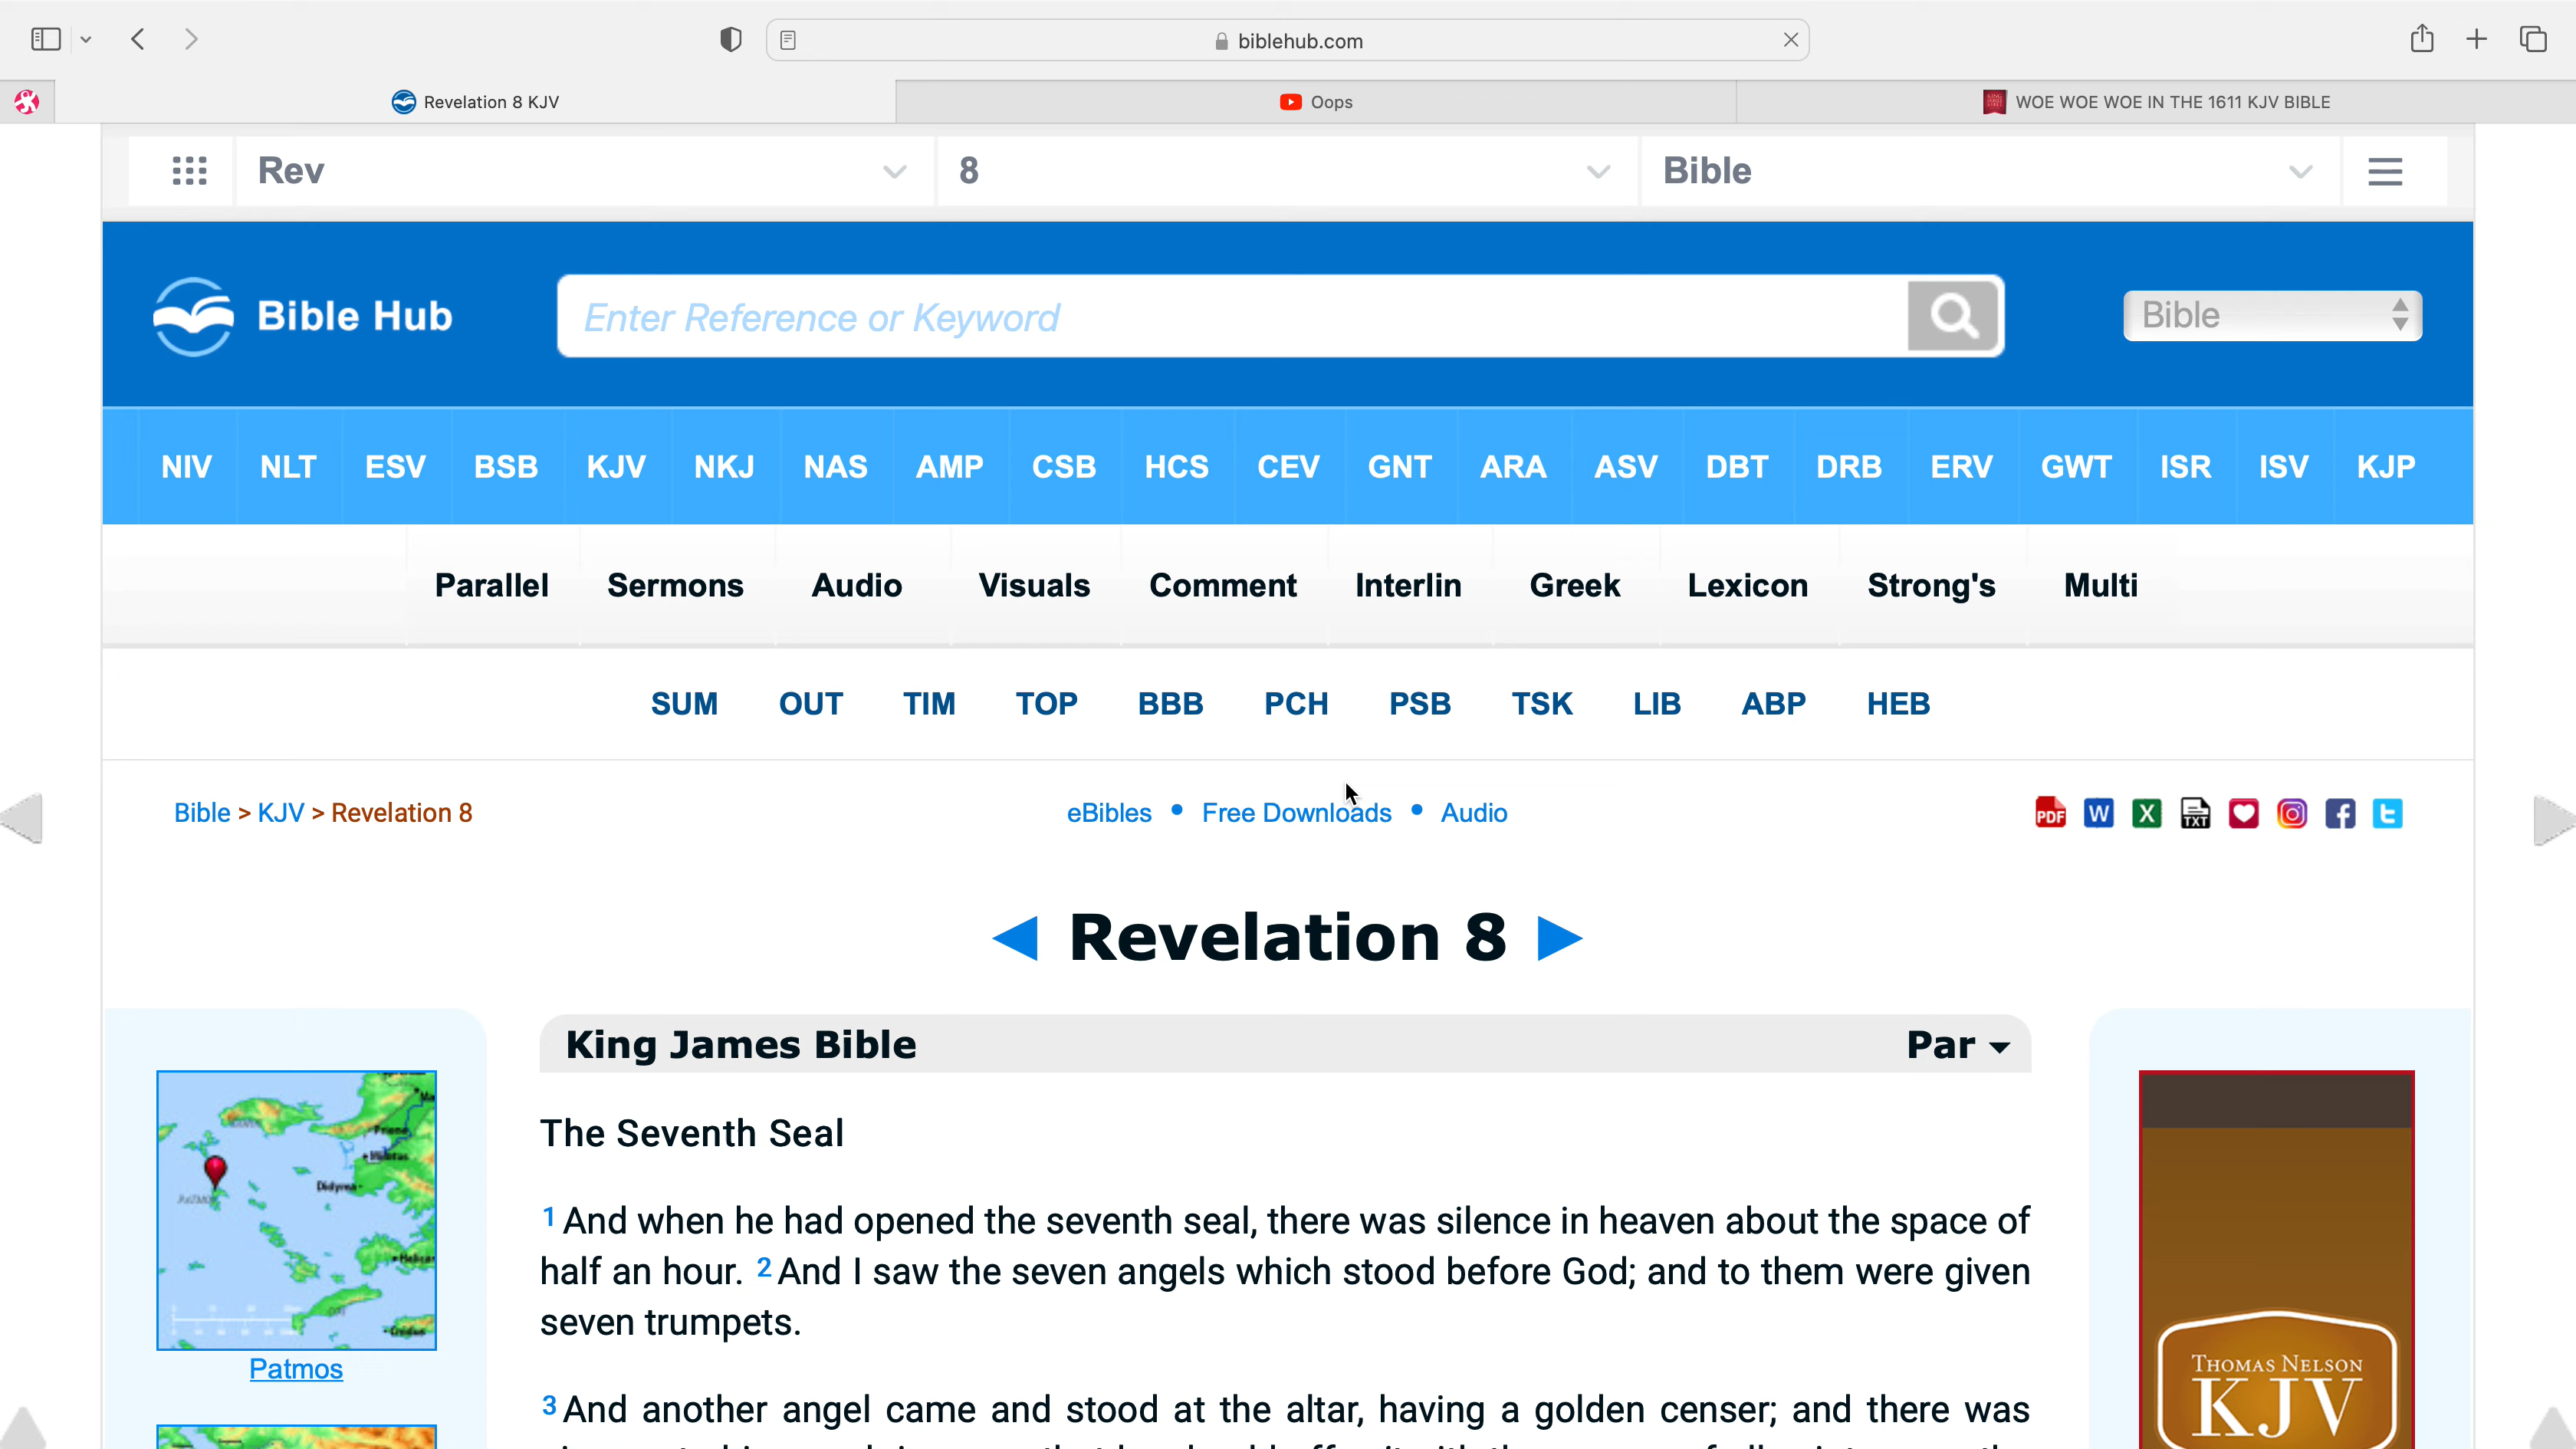 biblehub.com
Revelation 8 KJV
Oops
WOE WOE WOE IN THE 1611 KJV BIBLE
Rev
8
Bible
Bible Hub
Enter Reference or Keyword
Bible
NIV NLT ESV BSB KJV NKJ NAS AMP CSB HCS CEV GNT ARA ASV DBT DRB ERV GWT ISR ISV KJP
Parallel Sermons Audio Visuals Comment Interlin Greek Lexicon Strong's Multi
SUM OUT TIM TOP BBB PCH PSB TSK LIB ABP HEB
Bible > KJV > Revelation 8
eBibles • Free Downloads • Audio
PDF W X TXT
◄ Revelation 8 ►
King James Bible
Par
The Seventh Seal
1 And when he had opened the seventh seal, there was silence in heaven about the space of
half an hour. 2 And I saw the seven angels which stood before God; and to them were given
seven trumpets.
3 And another angel came and stood at the altar, having a golden censer; and there was
Priene
Didyma
Patmos
THOMAS NELSON
KJV